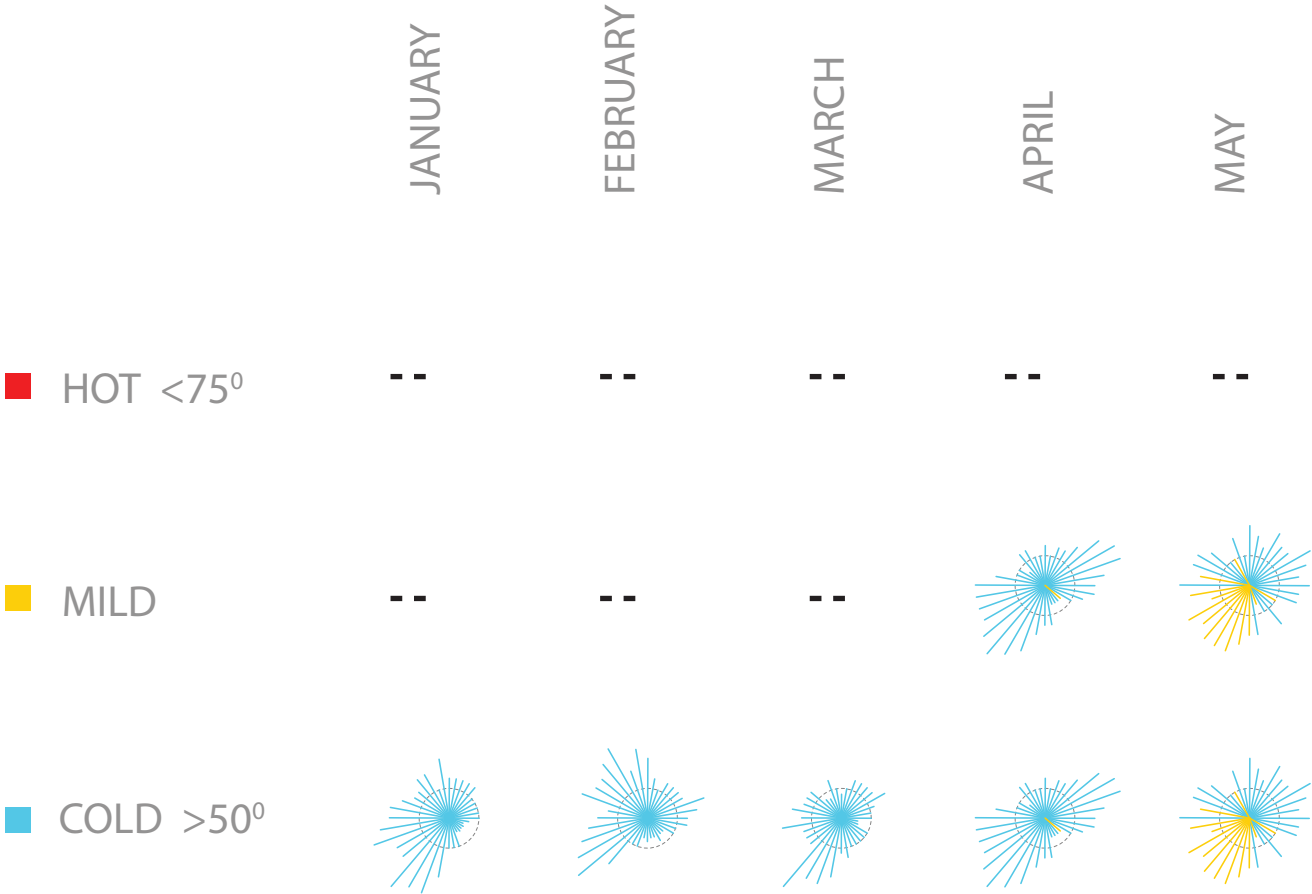 JANUARY
FEBRUARY
MARCH
APRIL
MAY
HOT <75⁰ -- -- -- -- --
MILD -- -- --
COLD >50⁰